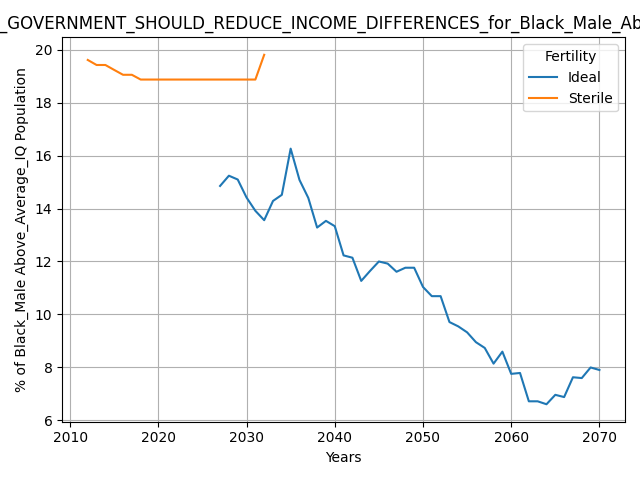 _GOVERNMENT_SHOULD_REDUCE_INCOME_DIFFERENCES_for_Black_Male_Ab
% of Black_Male Above_Average_IQ Population
20
18
16
14
12
10
8
6
Fertility
Ideal
Sterile
2010 2020 2030 2040 2050 2060 2070
Years